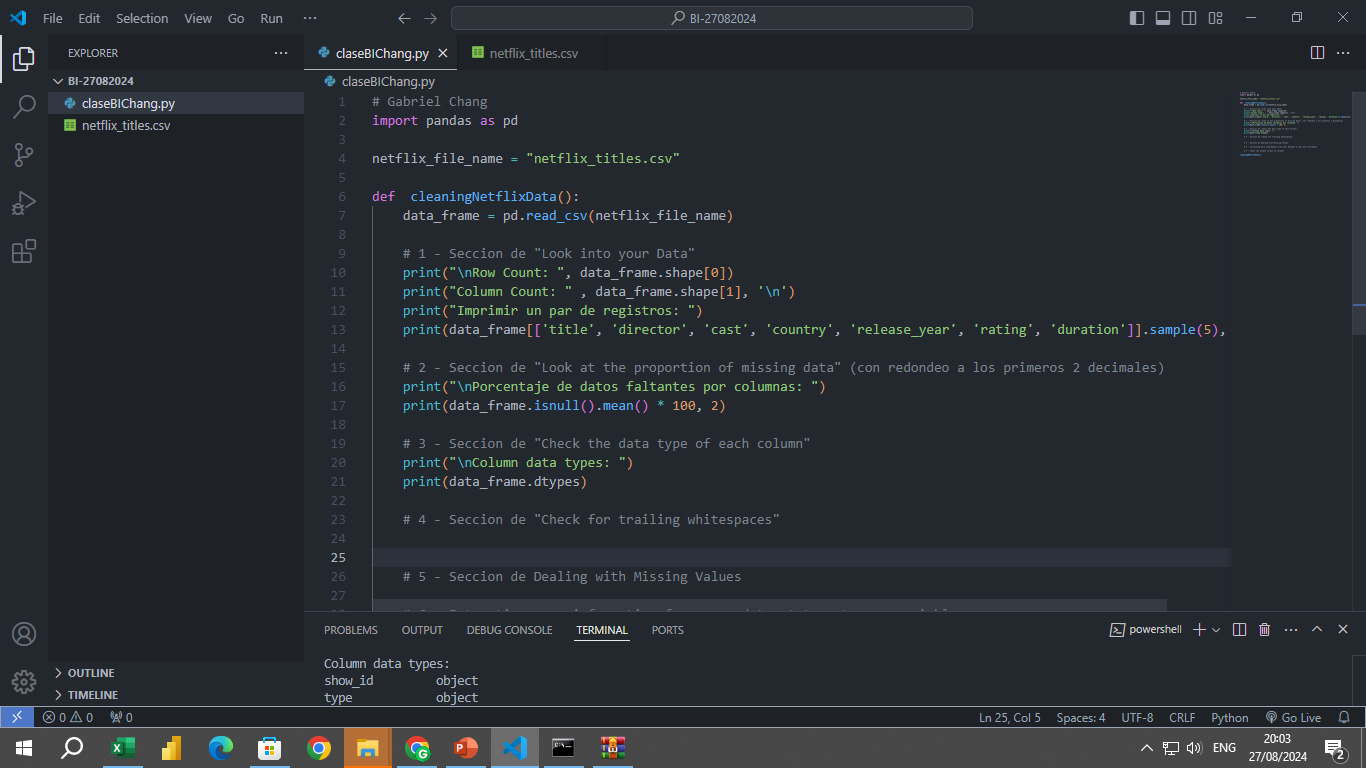 File Edit Selection View Go Run ··· BI-27082024
EXPLORER
BI-27082024
claseBIChang.py
netflix_titles.csv
OUTLINE
TIMELINE
claseBIChang.py netflix_titles.csv
claseBIChang.py
1 # Gabriel Chang
2 import pandas as pd
3
4 netflix_file_name = "netflix_titles.csv"
5
6 def  cleaningNetflixData():
7 data_frame = pd.read_csv(netflix_file_name)
8
9 # 1 - Seccion de "Look into your Data"
10 print("\nRow Count: ", data_frame.shape[0])
11 print("Column Count: " , data_frame.shape[1], '\n')
12 print("Imprimir un par de registros: ")
13 print(data_frame[['title', 'director', 'cast', 'country', 'release_year', 'rating', 'duration']].sample(5),
14
15 # 2 - Seccion de "Look at the proportion of missing data" (con redondeo a los primeros 2 decimales)
16 print("\nPorcentaje de datos faltantes por columnas: ")
17 print(data_frame.isnull().mean() * 100, 2)
18
19 # 3 - Seccion de "Check the data type of each column"
20 print("\nColumn data types: ")
21 print(data_frame.dtypes)
22
23 # 4 - Seccion de "Check for trailing whitespaces"
24
25
26 # 5 - Seccion de Dealing with Missing Values
27
PROBLEMS OUTPUT DEBUG CONSOLE TERMINAL PORTS powershell
Column data types:
show_id object
type object
0 0 0 Ln 25, Col 5 Spaces: 4 UTF-8 CRLF Python Go Live
ENG 20:03
27/08/2024 2